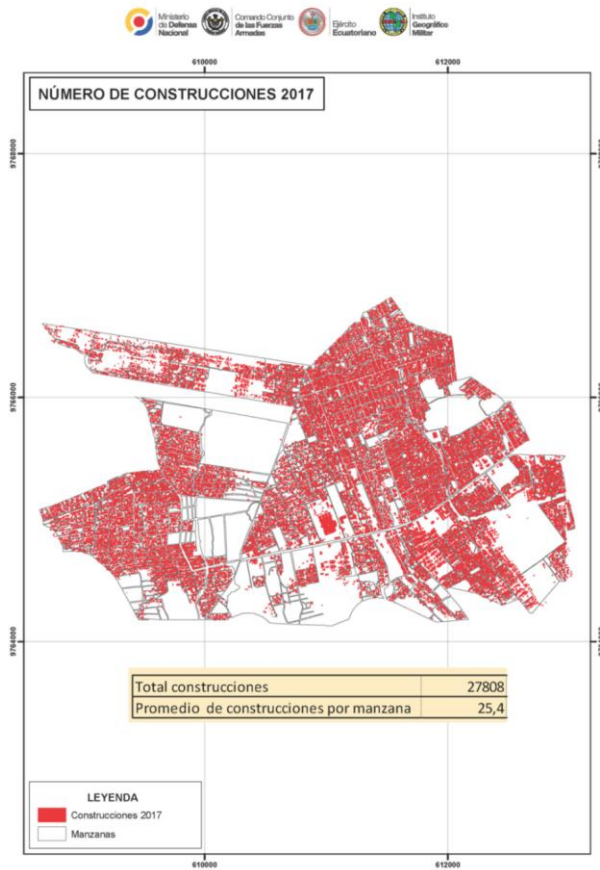 Ministerio
de Defensa
Nacional
Comando Conjunto
de las Fuerzas
Armadas
Ejército
Ecuatoriano
Instituto
Geográfico
Militar
610000 612000
NÚMERO DE CONSTRUCCIONES 2017
9768000
9766000
9764000
Total construcciones 27808
Promedio de construcciones por manzana 25,4
LEYENDA
Construcciones 2017
Manzanas
610000 612000